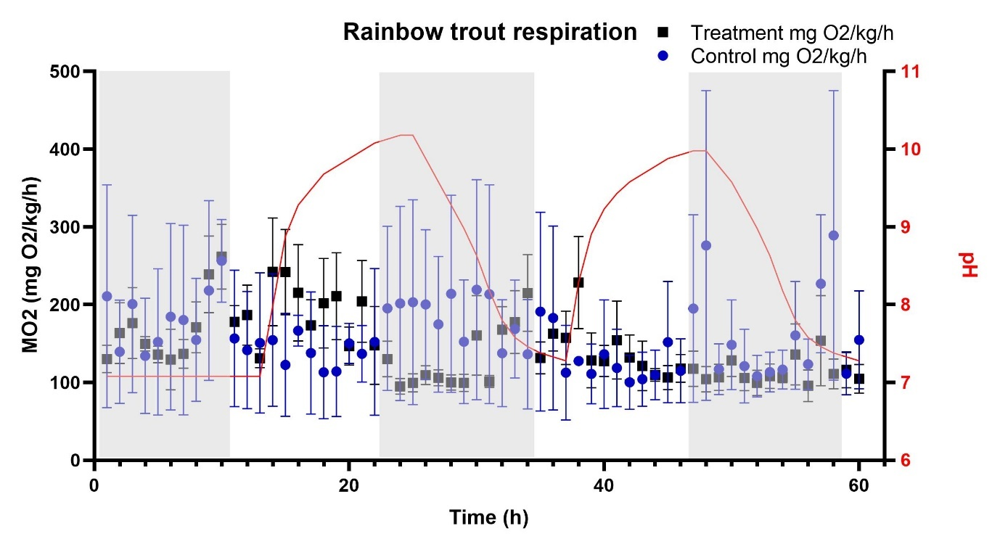 Rainbow trout respiration
Treatment mg O2/kg/h
Control mg O2/kg/h
MO2 (mg O2/kg/h)
500
400
300
200
100
0
0
20
40
60
Time (h)
11
10
9
8
7
6
pH